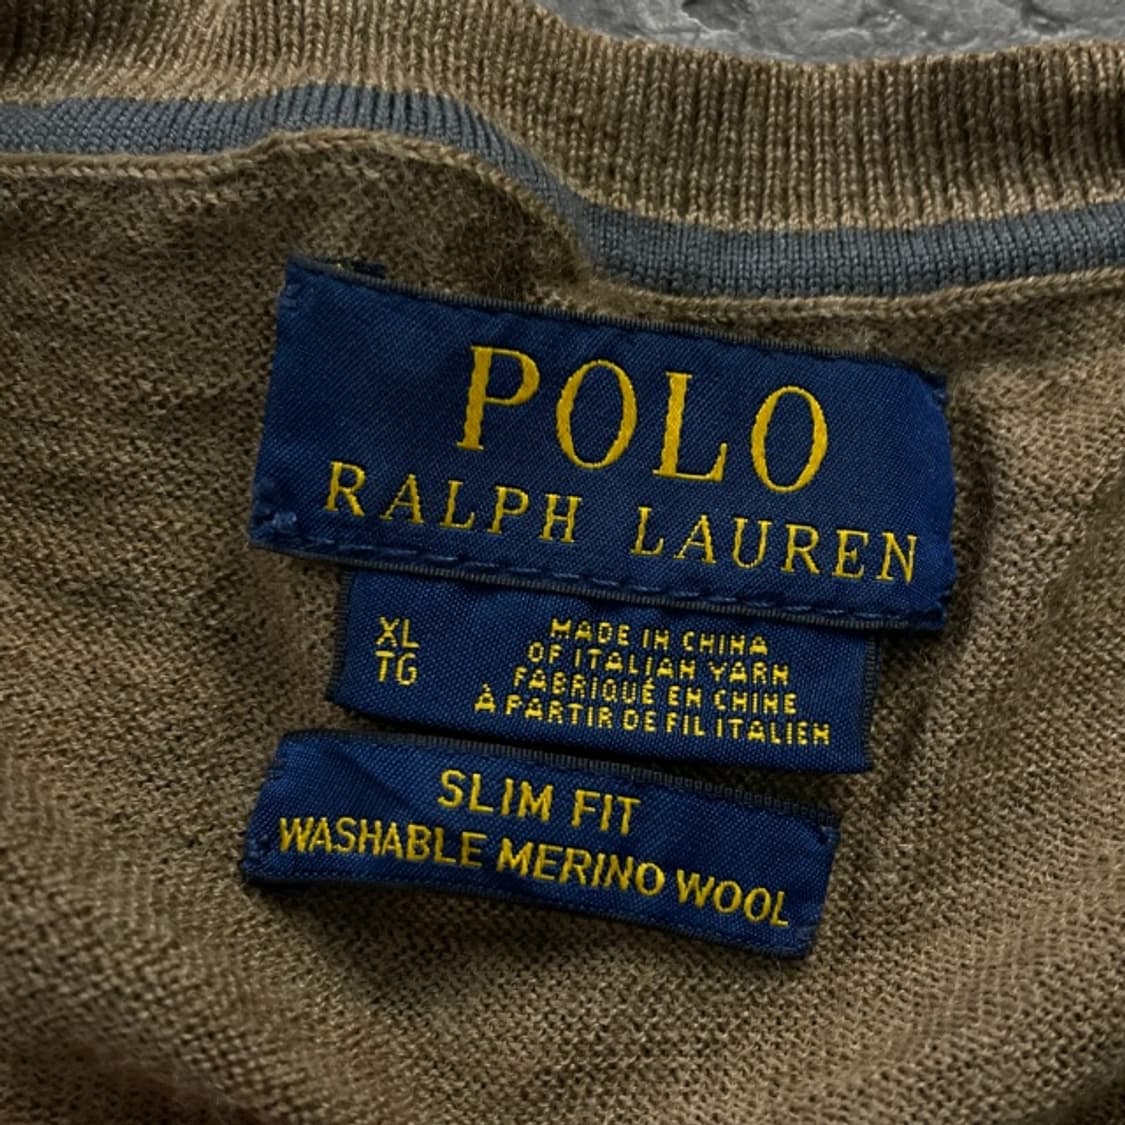 POLO
RALPH LAUREN
XL
TG
MADE IN CHINA
OF ITALIAN YARN
FABRIQUÉ EN CHINE
À PARTIR DE FIL ITALIEN
SLIM FIT
WASHABLE MERINO WOOL